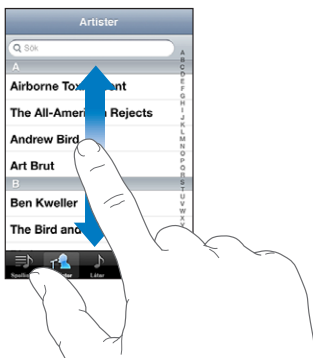 Artister
Sök
A
Airborne Tox
nt
The All-American Rejects
Andrew Bird
Art Brut
B
Ben Kweller
The Bird and
Låtar
A
B
C
D
E
F
G
H
I
J
K
L
M
N
O
P
Q
R
S
T
U
V
W
X